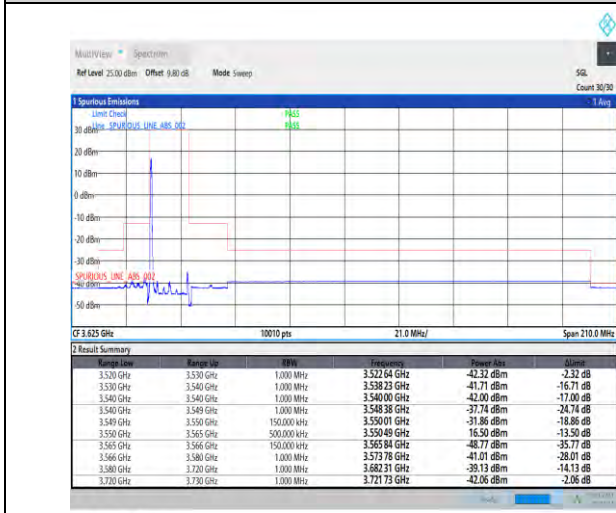 MultiView Spectrum
Ref Level 25.00 dBm Offset 9.80 dB Mode Sweep SGL
Count 30/30
1 Spurious Emissions 1 Avg
Limit Check PASS
Line SPURIOUS_LINE_ABS_002 PASS
30 dBm
20 dBm
10 dBm
0 dBm
-10 dBm
-20 dBm
-30 dBm
SPURIOUS_LINE_ABS_002
-40 dBm
-50 dBm
CF 3.625 GHz 10010 pts 21.0 MHz/ Span 210.0 MHz
2 Result Summary
Range Low Range Up RBW Frequency Power Abs ΔLimit
3.520 GHz 3.530 GHz 1.000 MHz 3.522 64 GHz -42.32 dBm -2.32 dB
3.530 GHz 3.540 GHz 1.000 MHz 3.538 23 GHz -41.71 dBm -16.71 dB
3.540 GHz 3.540 GHz 1.000 MHz 3.540 00 GHz -42.00 dBm -17.00 dB
3.540 GHz 3.549 GHz 1.000 MHz 3.548 38 GHz -37.74 dBm -24.74 dB
3.549 GHz 3.550 GHz 150.000 kHz 3.550 01 GHz -31.86 dBm -18.86 dB
3.550 GHz 3.565 GHz 500.000 kHz 3.550 49 GHz 16.50 dBm -13.50 dB
3.565 GHz 3.566 GHz 150.000 kHz 3.565 84 GHz -48.77 dBm -35.77 dB
3.566 GHz 3.580 GHz 1.000 MHz 3.573 78 GHz -41.01 dBm -28.01 dB
3.580 GHz 3.720 GHz 1.000 MHz 3.682 31 GHz -39.13 dBm -14.13 dB
3.720 GHz 3.730 GHz 1.000 MHz 3.721 73 GHz -42.06 dBm -2.06 dB